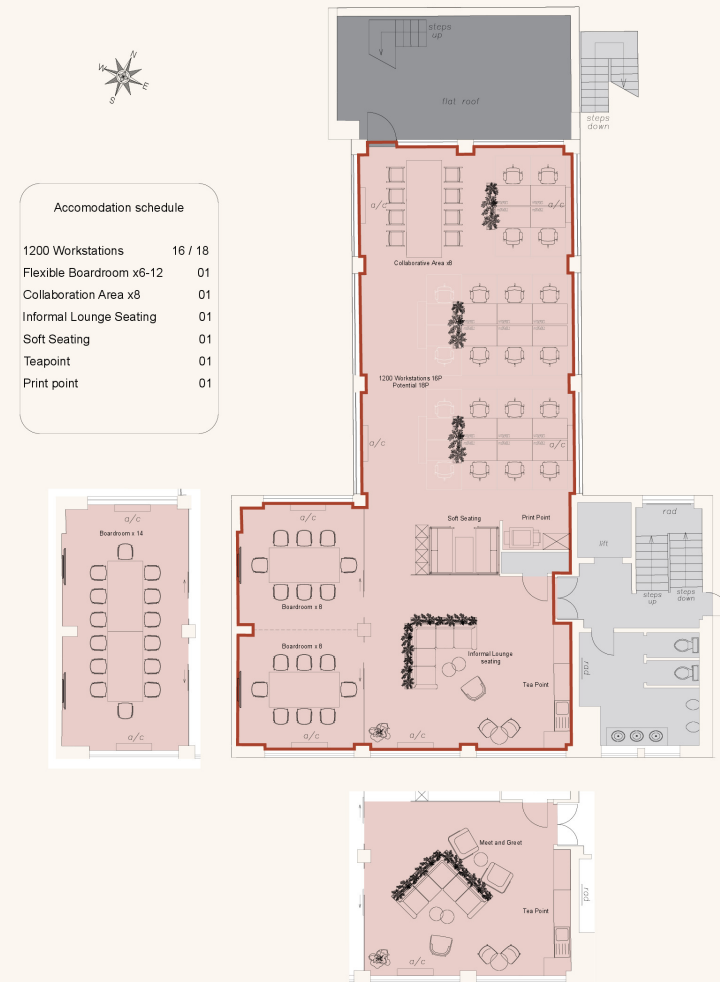 N
W
E
S
steps
up
flat roof
steps
down
Accomodation schedule
1200 Workstations 16 / 18
Flexible Boardroom x6-12 01
Collaboration Area x8 01
Informal Lounge Seating 01
Soft Seating 01
Teapoint 01
Print point 01
a/c
a/c
Collaborative Area x8
1200 Workstations 16P
Potential 18P
a/c
a/c
a/c
Boardroom x 14
a/c
a/c
Boardroom x 8
Soft Seating
Print Point
lift
rad
steps
up
steps
down
Boardroom x 8
Informal Lounge
seating
Tea Point
rad
a/c
a/c
Meet and Greet
Tea Point
rad
a/c